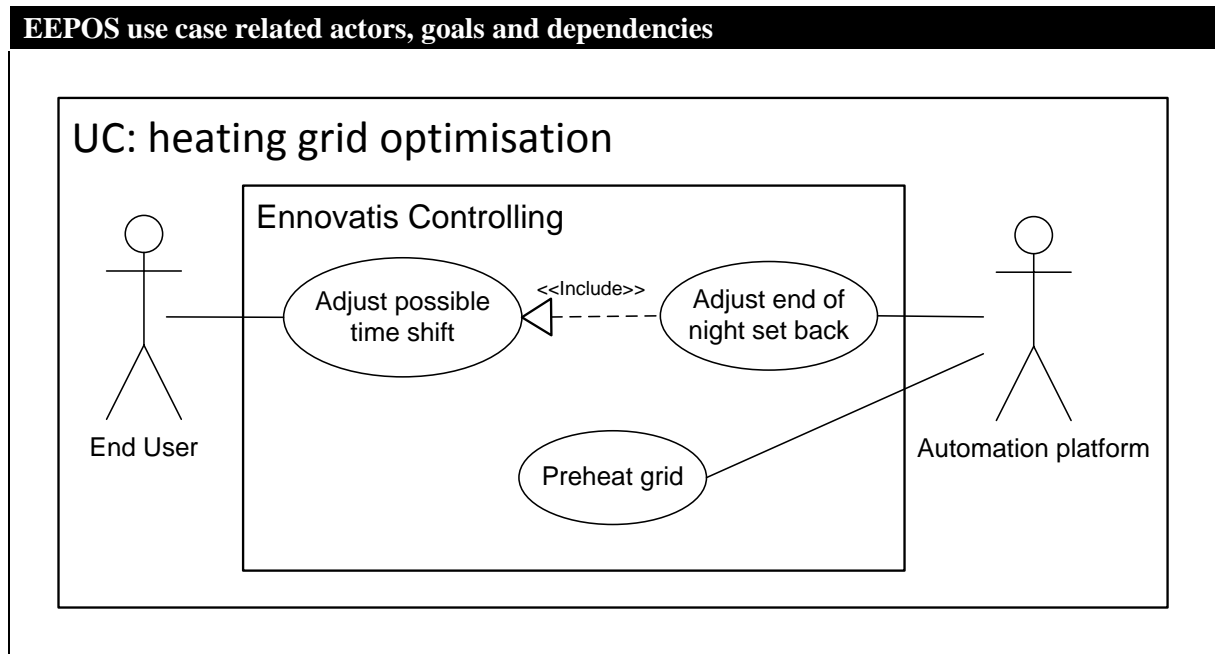 EEPOS use case related actors, goals and dependencies
UC: heating grid optimisation
Ennovatis Controlling
Adjust possible
time shift
<<Include>>
Adjust end of
night set back
End User
Preheat grid
Automation platform